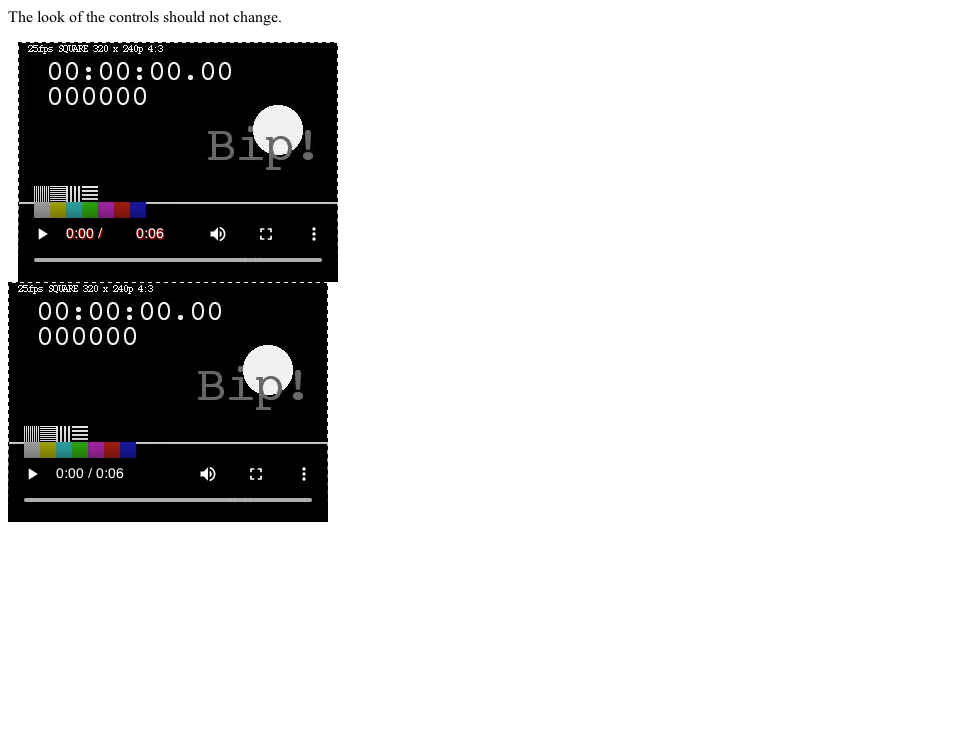 The look of the controls should not change.
25fps SQUARE 320 x 240p 4:3
00:00:00.00
000000
Bip!
0:00 / 0:06
25fps SQUARE 320 x 240p 4:3
00:00:00.00
000000
Bip!
0:00 / 0:06